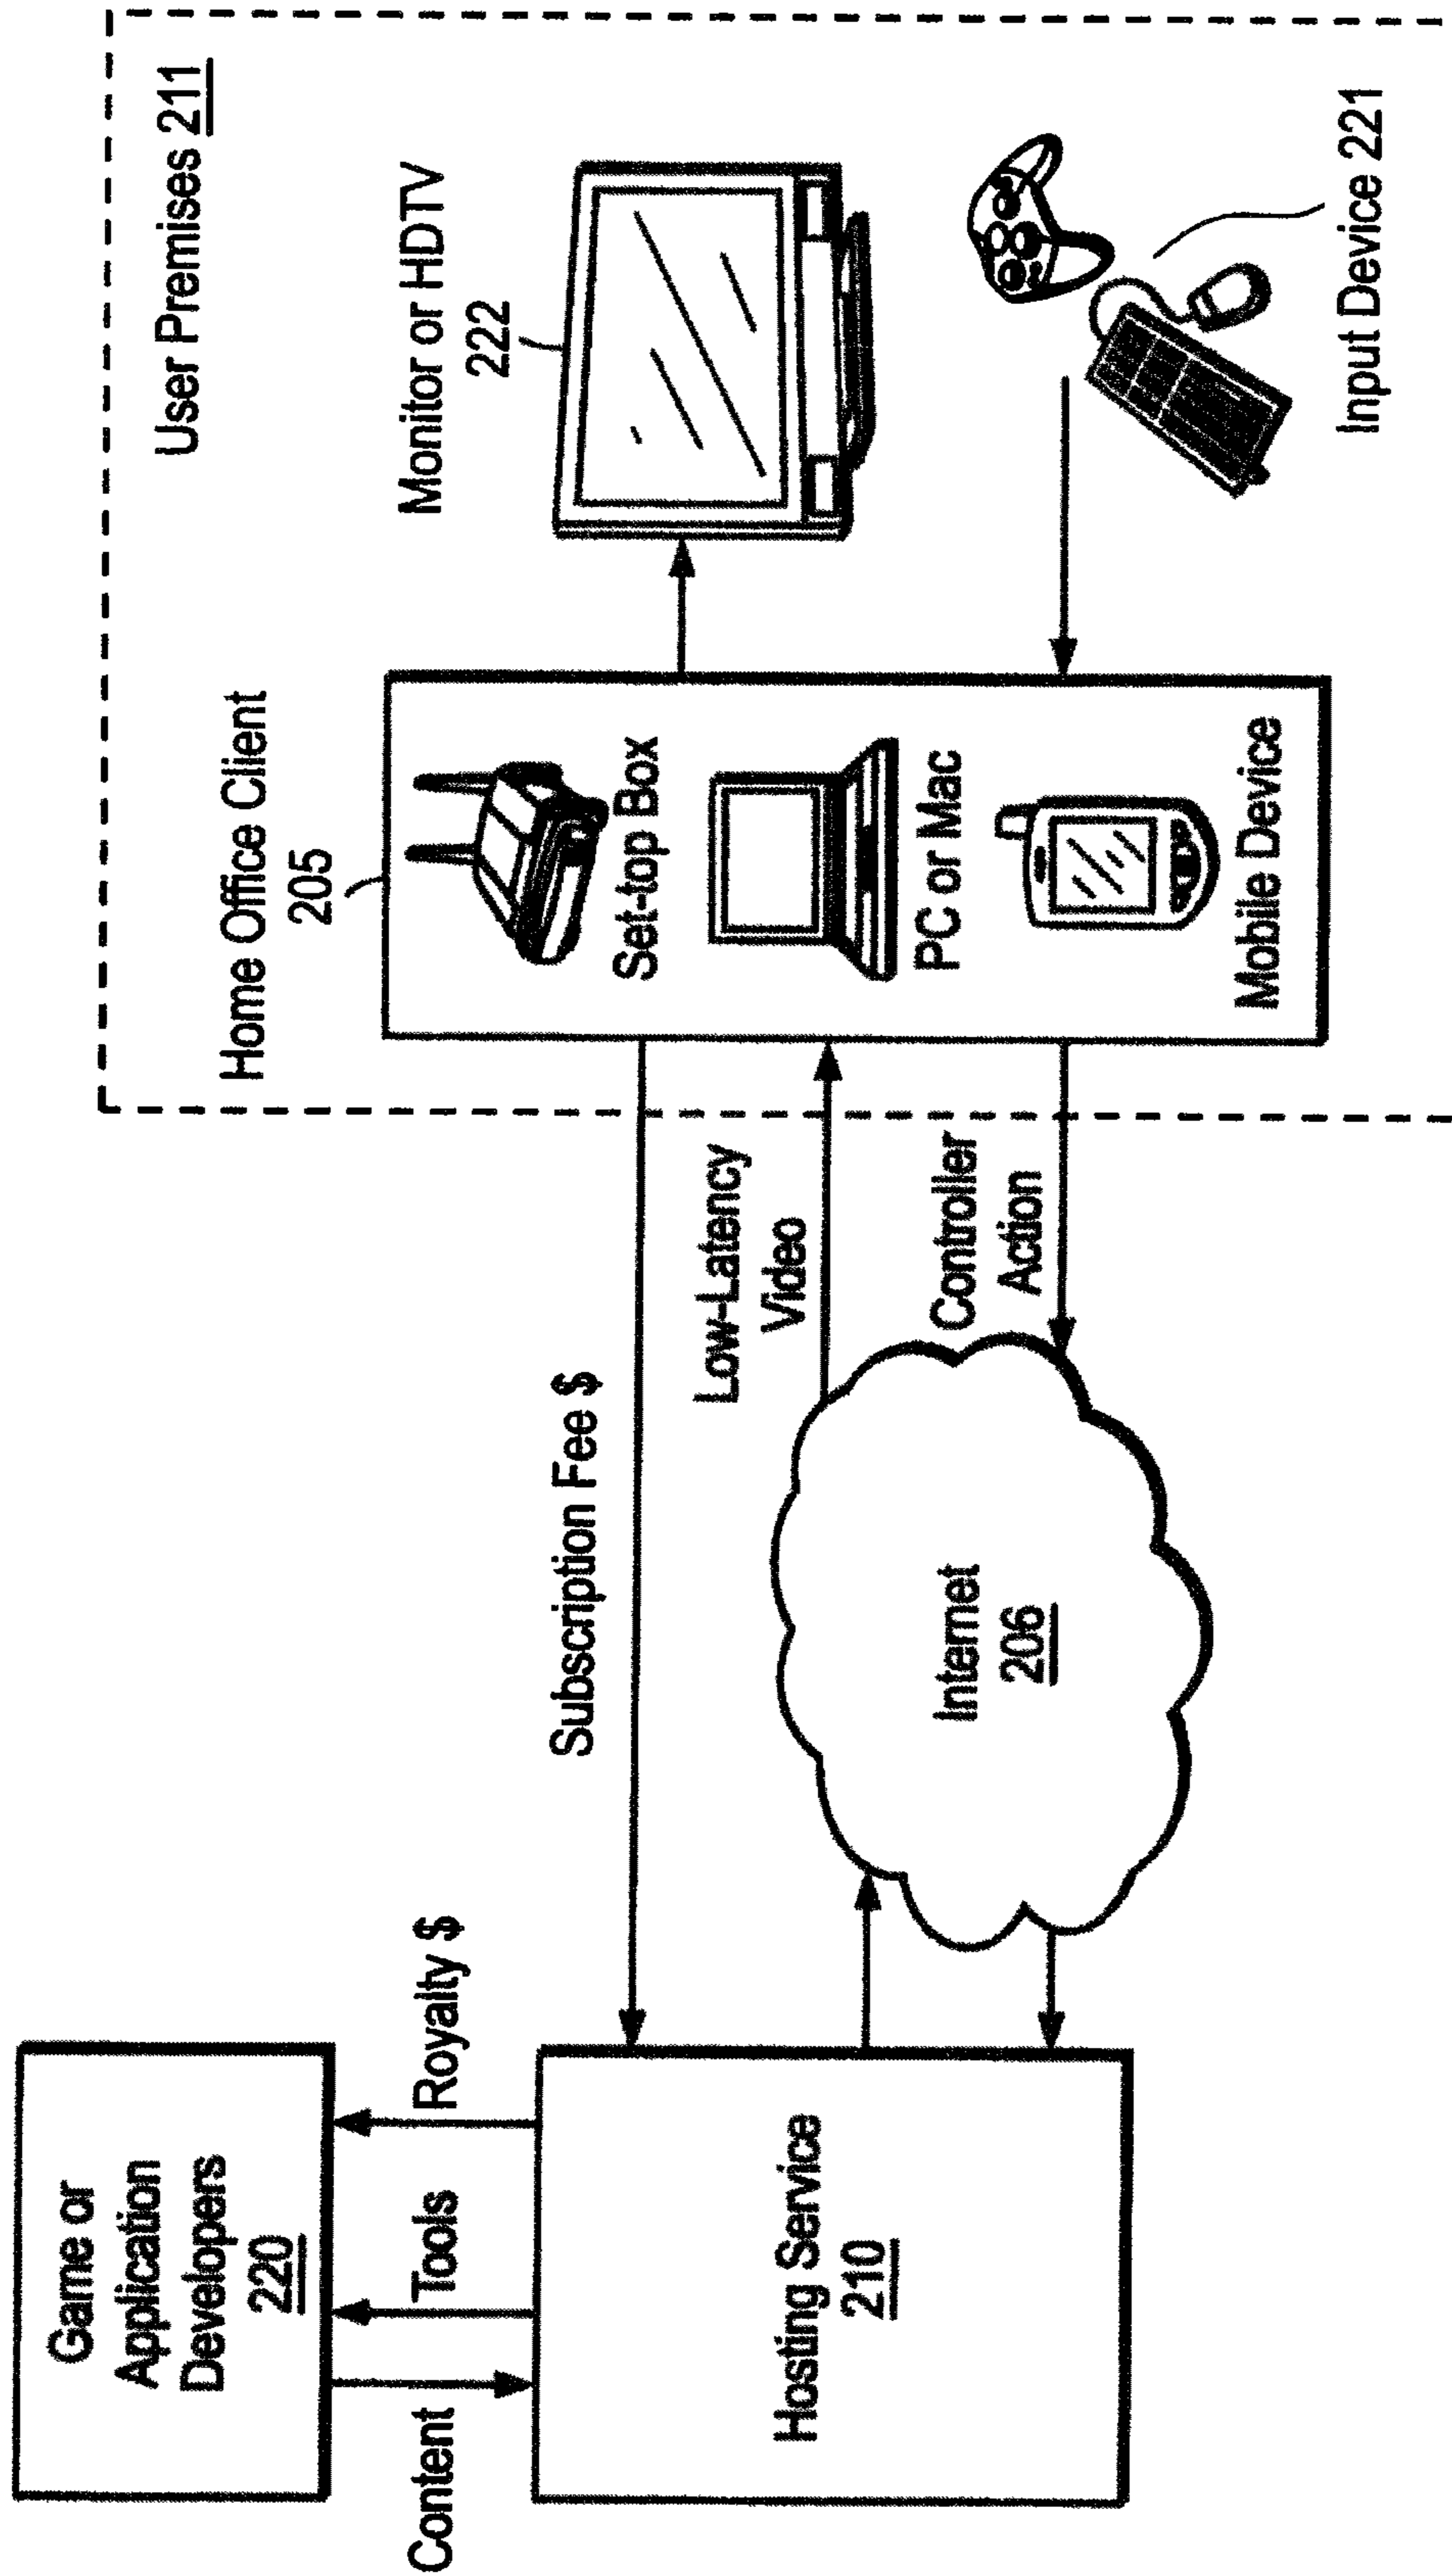 Game or
Application
Developers
220
Content
Tools
Royalty $
Hosting Service
210
Subscription Fee $
Internet
206
Low-Latency
Video
Controller
Action
User Premises 211
Home Office Client
205
Set-top Box
PC or Mac
Mobile Device
Monitor or HDTV
222
Input Device 221